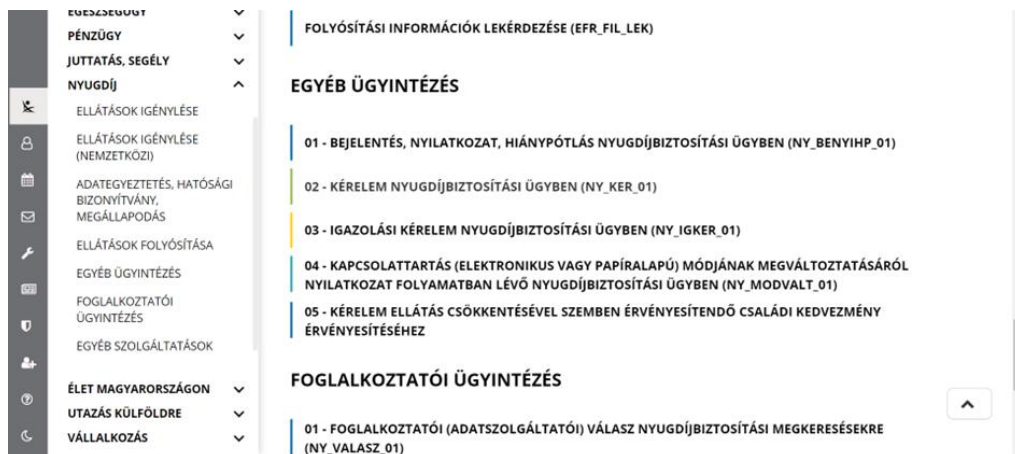 EGÉSZSÉGÜGY
PÉNZÜGY
JUTTATÁS, SEGÉLY
NYUGDÍJ
ELLÁTÁSOK IGÉNYLÉSE
ELLÁTÁSOK IGÉNYLÉSE
(NEMZETKÖZI)
ADATEGYEZTETÉS, HATÓSÁGI
BIZONYÍTVÁNY,
MEGÁLLAPODÁS
ELLÁTÁSOK FOLYÓSÍTÁSA
EGYÉB ÜGYINTÉZÉS
FOGLALKOZTATÓI
ÜGYINTÉZÉS
EGYÉB SZOLGÁLTATÁSOK
ÉLET MAGYARORSZÁGON
UTAZÁS KÜLFÖLDRE
VÁLLALKOZÁS
FOLYÓSÍTÁSI INFORMÁCIÓK LEKÉRDEZÉSE (EFR_FIL_LEK)
EGYÉB ÜGYINTÉZÉS
01 - BEJELENTÉS, NYILATKOZAT, HIÁNYPÓTLÁS NYUGDÍJBIZTOSÍTÁSI ÜGYBEN (NY_BENYIHP_01)
02 - KÉRELEM NYUGDÍJBIZTOSÍTÁSI ÜGYBEN (NY_KER_01)
03 - IGAZOLÁSI KÉRELEM NYUGDÍJBIZTOSÍTÁSI ÜGYBEN (NY_IGKER_01)
04 - KAPCSOLATTARTÁS (ELEKTRONIKUS VAGY PAPÍRALAPÚ) MÓDJÁNAK MEGVÁLTOZTATÁSÁRÓL
NYILATKOZAT FOLYAMATBAN LÉVŐ NYUGDÍJBIZTOSÍTÁSI ÜGYBEN (NY_MODVALT_01)
05 - KÉRELEM ELLÁTÁS CSÖKKENTÉSÉVEL SZEMBEN ÉRVÉNYESÍTENDŐ CSALÁDI KEDVEZMÉNY
ÉRVÉNYESÍTÉSÉHEZ
FOGLALKOZTATÓI ÜGYINTÉZÉS
01 - FOGLALKOZTATÓI (ADATSZOLGÁLTATÓI) VÁLASZ NYUGDÍJBIZTOSÍTÁSI MEGKERESÉSEKRE
(NY_VALASZ_01)